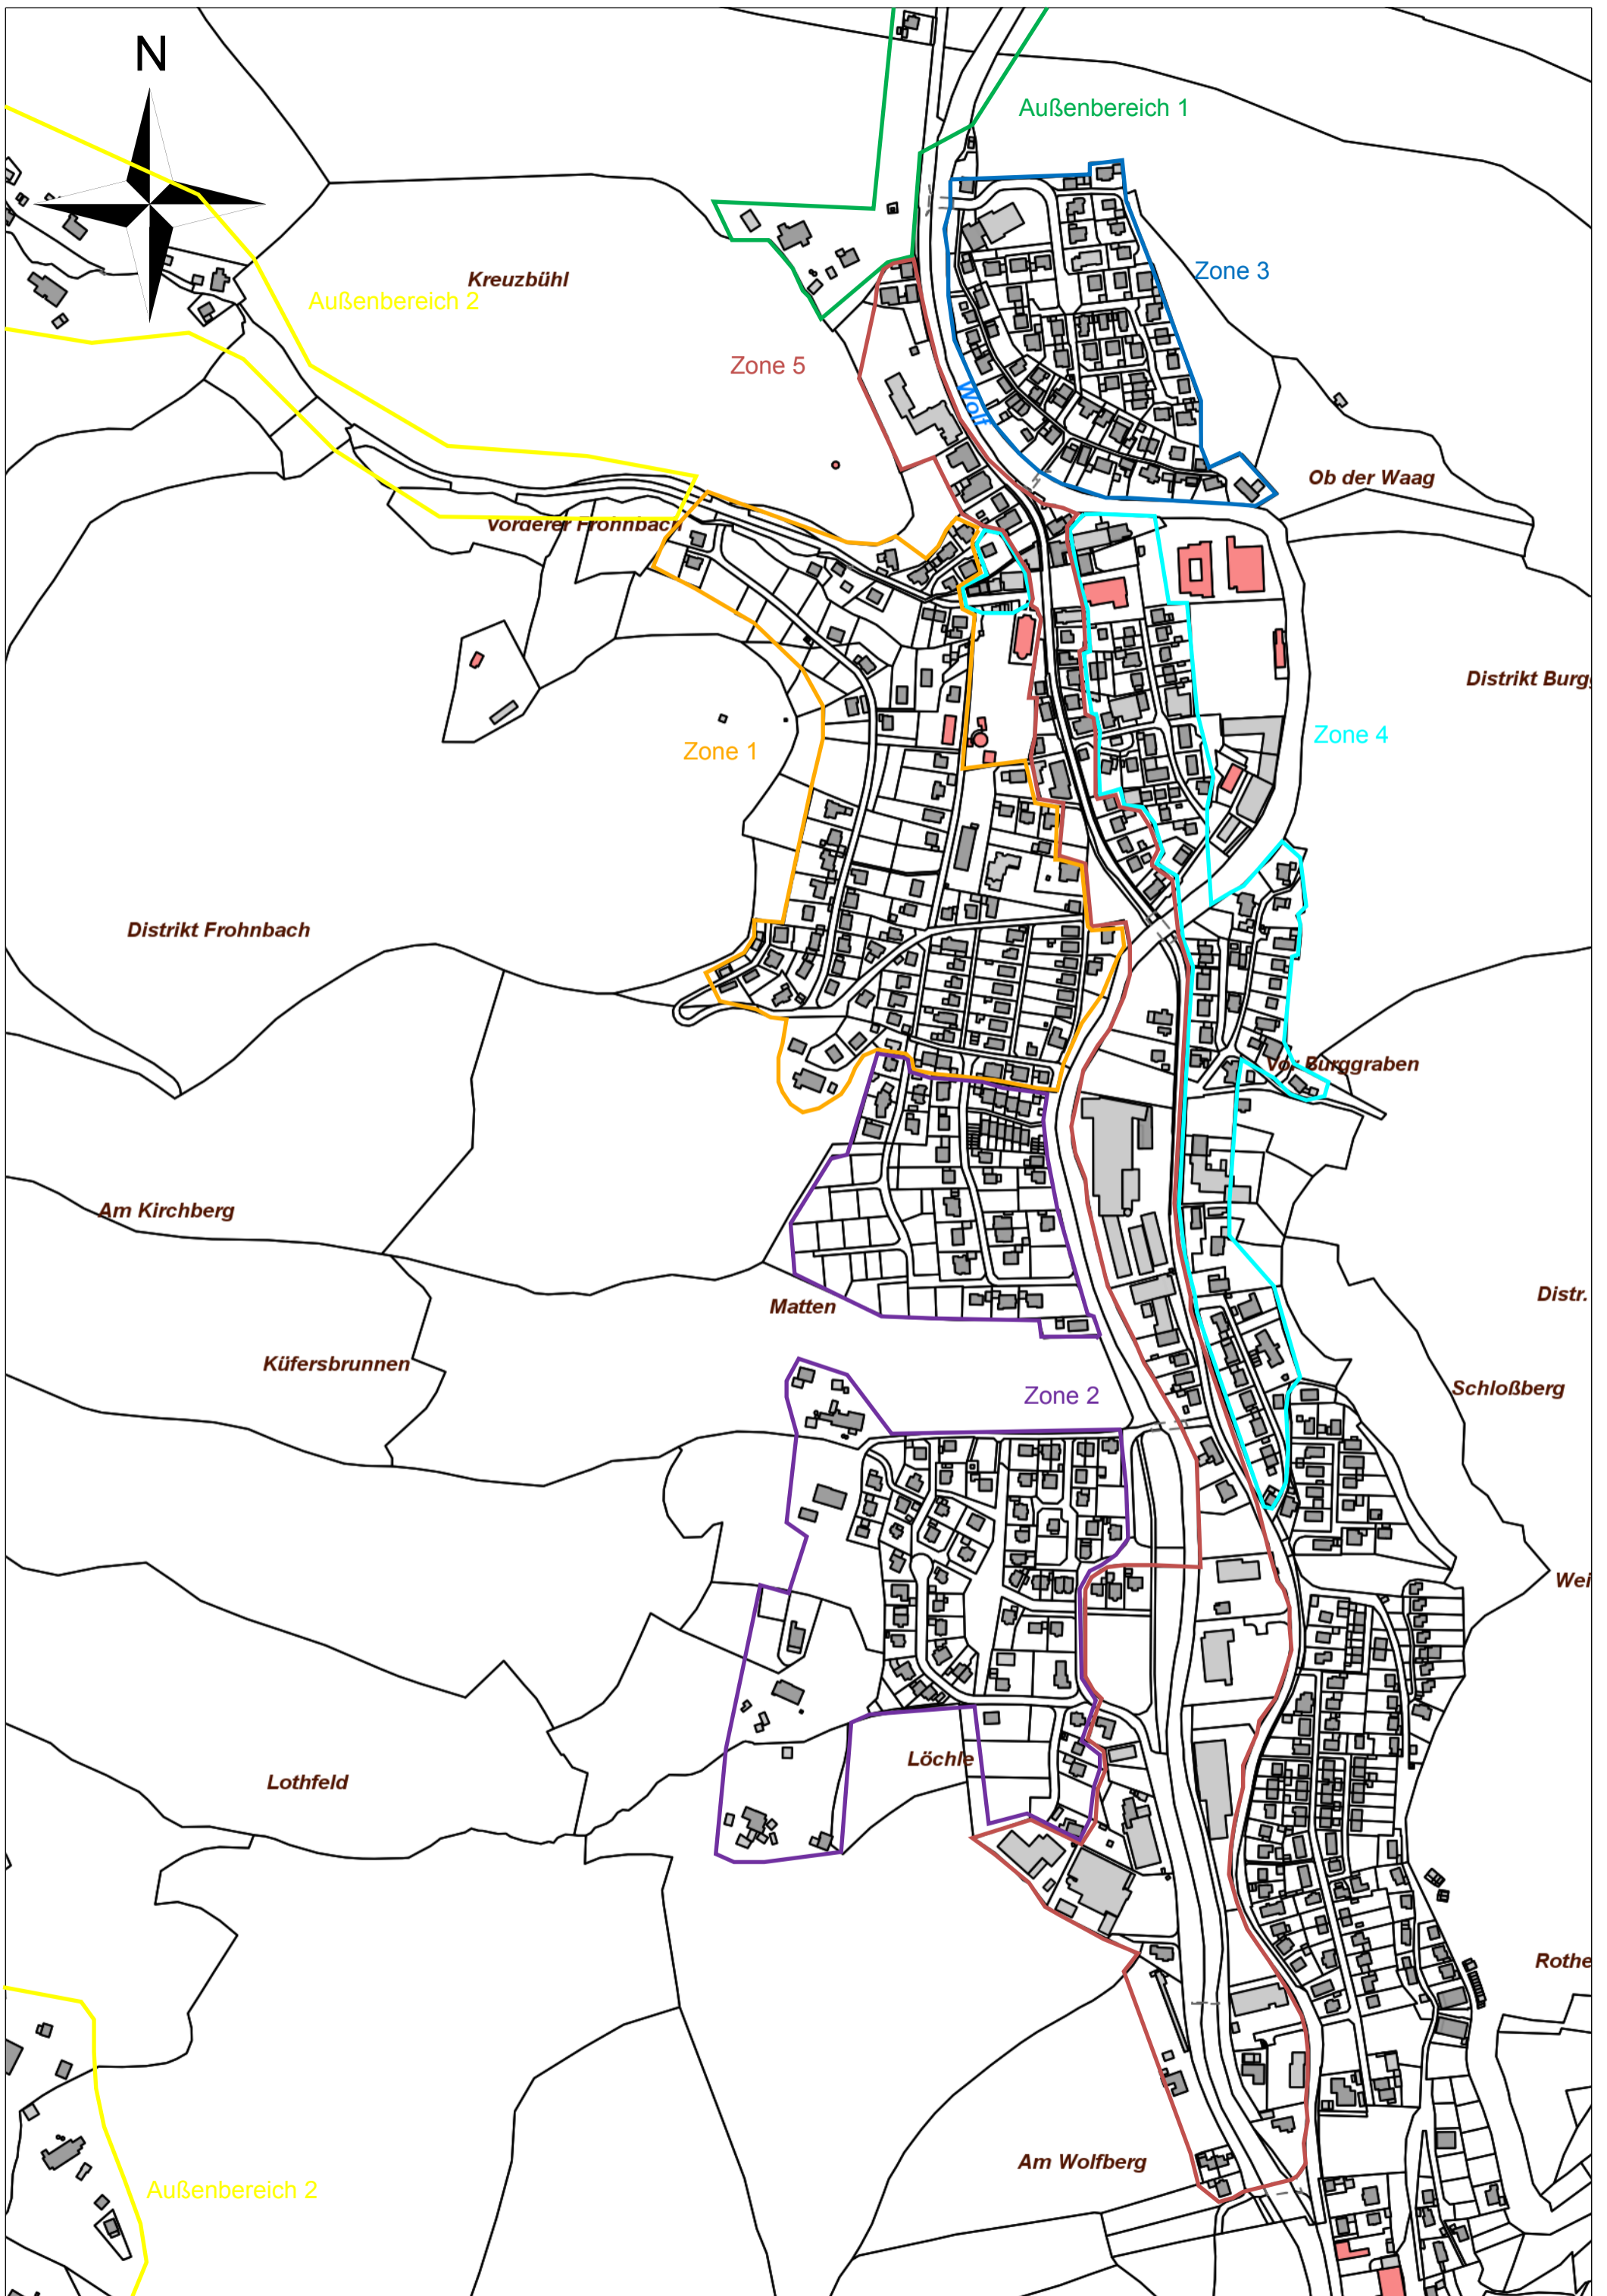 N
Außenbereich 1
Kreuzbühl
Zone 3
Außenbereich 2
Zone 5
Wolf
Ob der Waag
Vorderer Frohnbach
Distrikt Burgg
Zone 4
Zone 1
Distrikt Frohnbach
Vor Burggraben
Am Kirchberg
Distr.
Matten
Küfersbrunnen
Schloßberg
Zone 2
Wei
Löchle
Lothfeld
Rothe
Am Wolfberg
Außenbereich 2